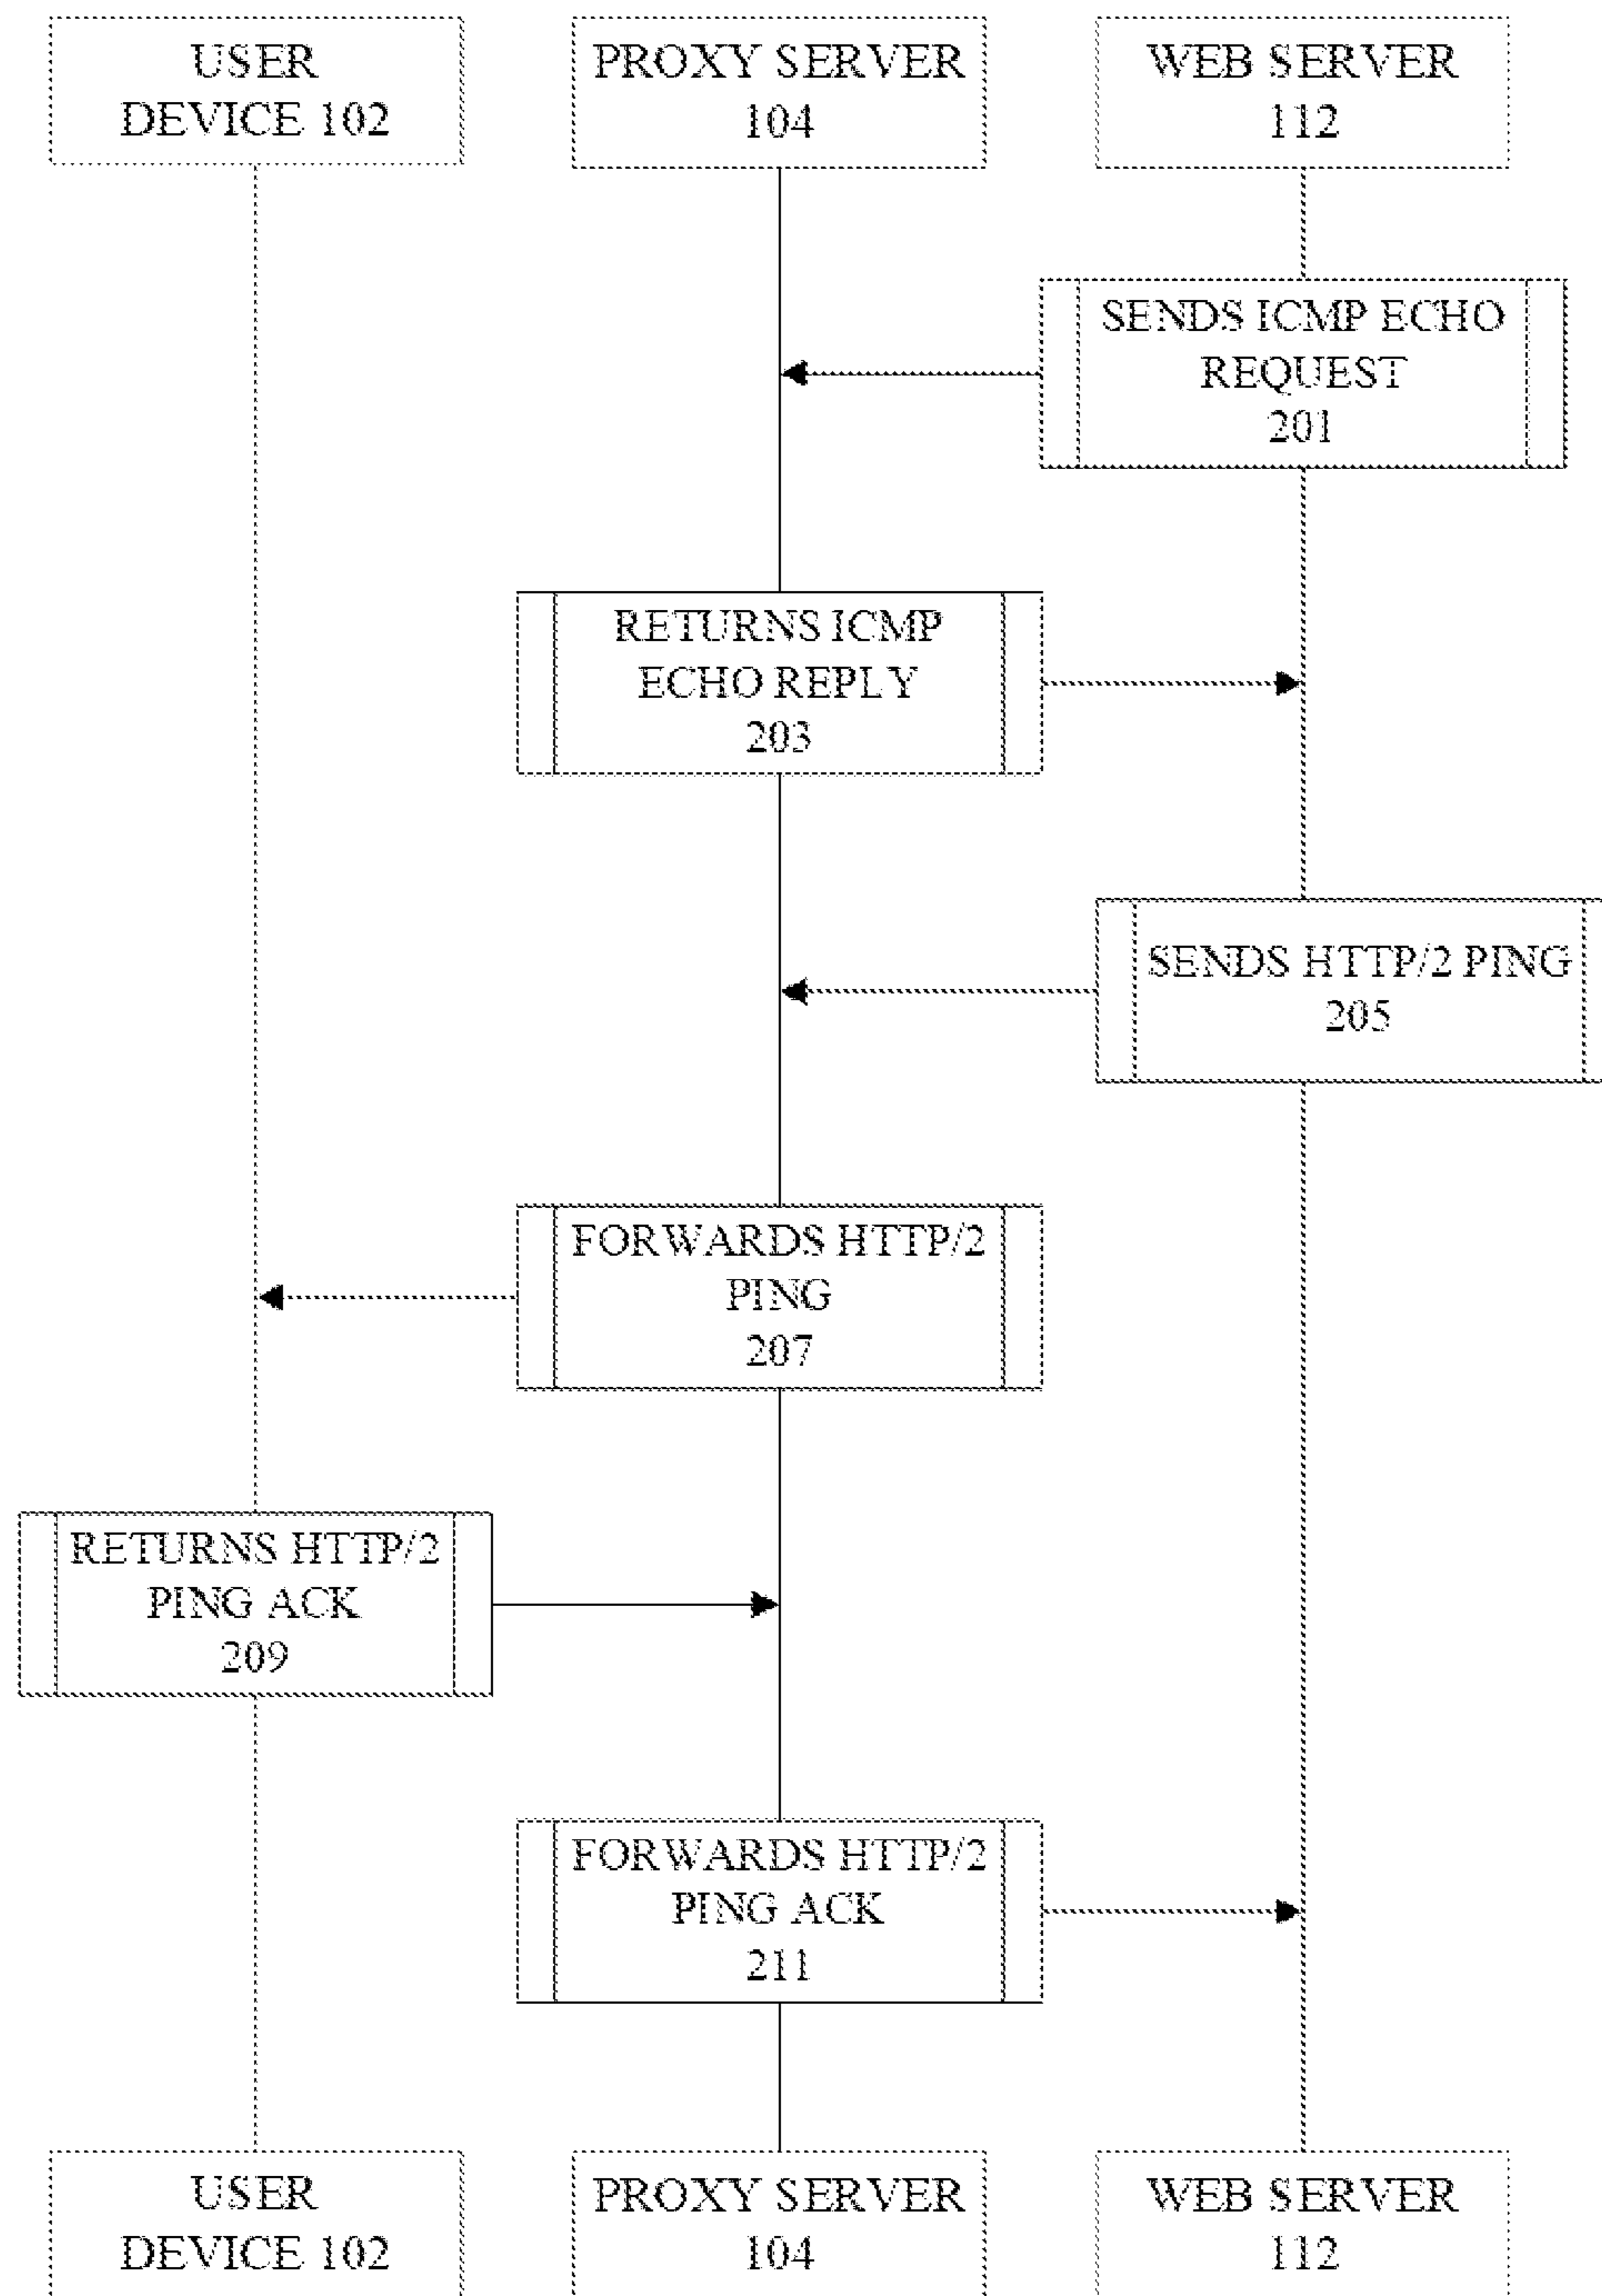 USER
DEVICE 102
PROXY SERVER
104
WEB SERVER
112
SENDS ICMP ECHO
REQUEST
201
RETURNS ICMP
ECHO REPLY
203
SENDS HTTP/2 PING
205
FORWARDS HTTP/2
PING
207
RETURNS HTTP/2
PING ACK
209
FORWARDS HTTP/2
PING ACK
211
USER
DEVICE 102
PROXY SERVER
104
WEB SERVER
112